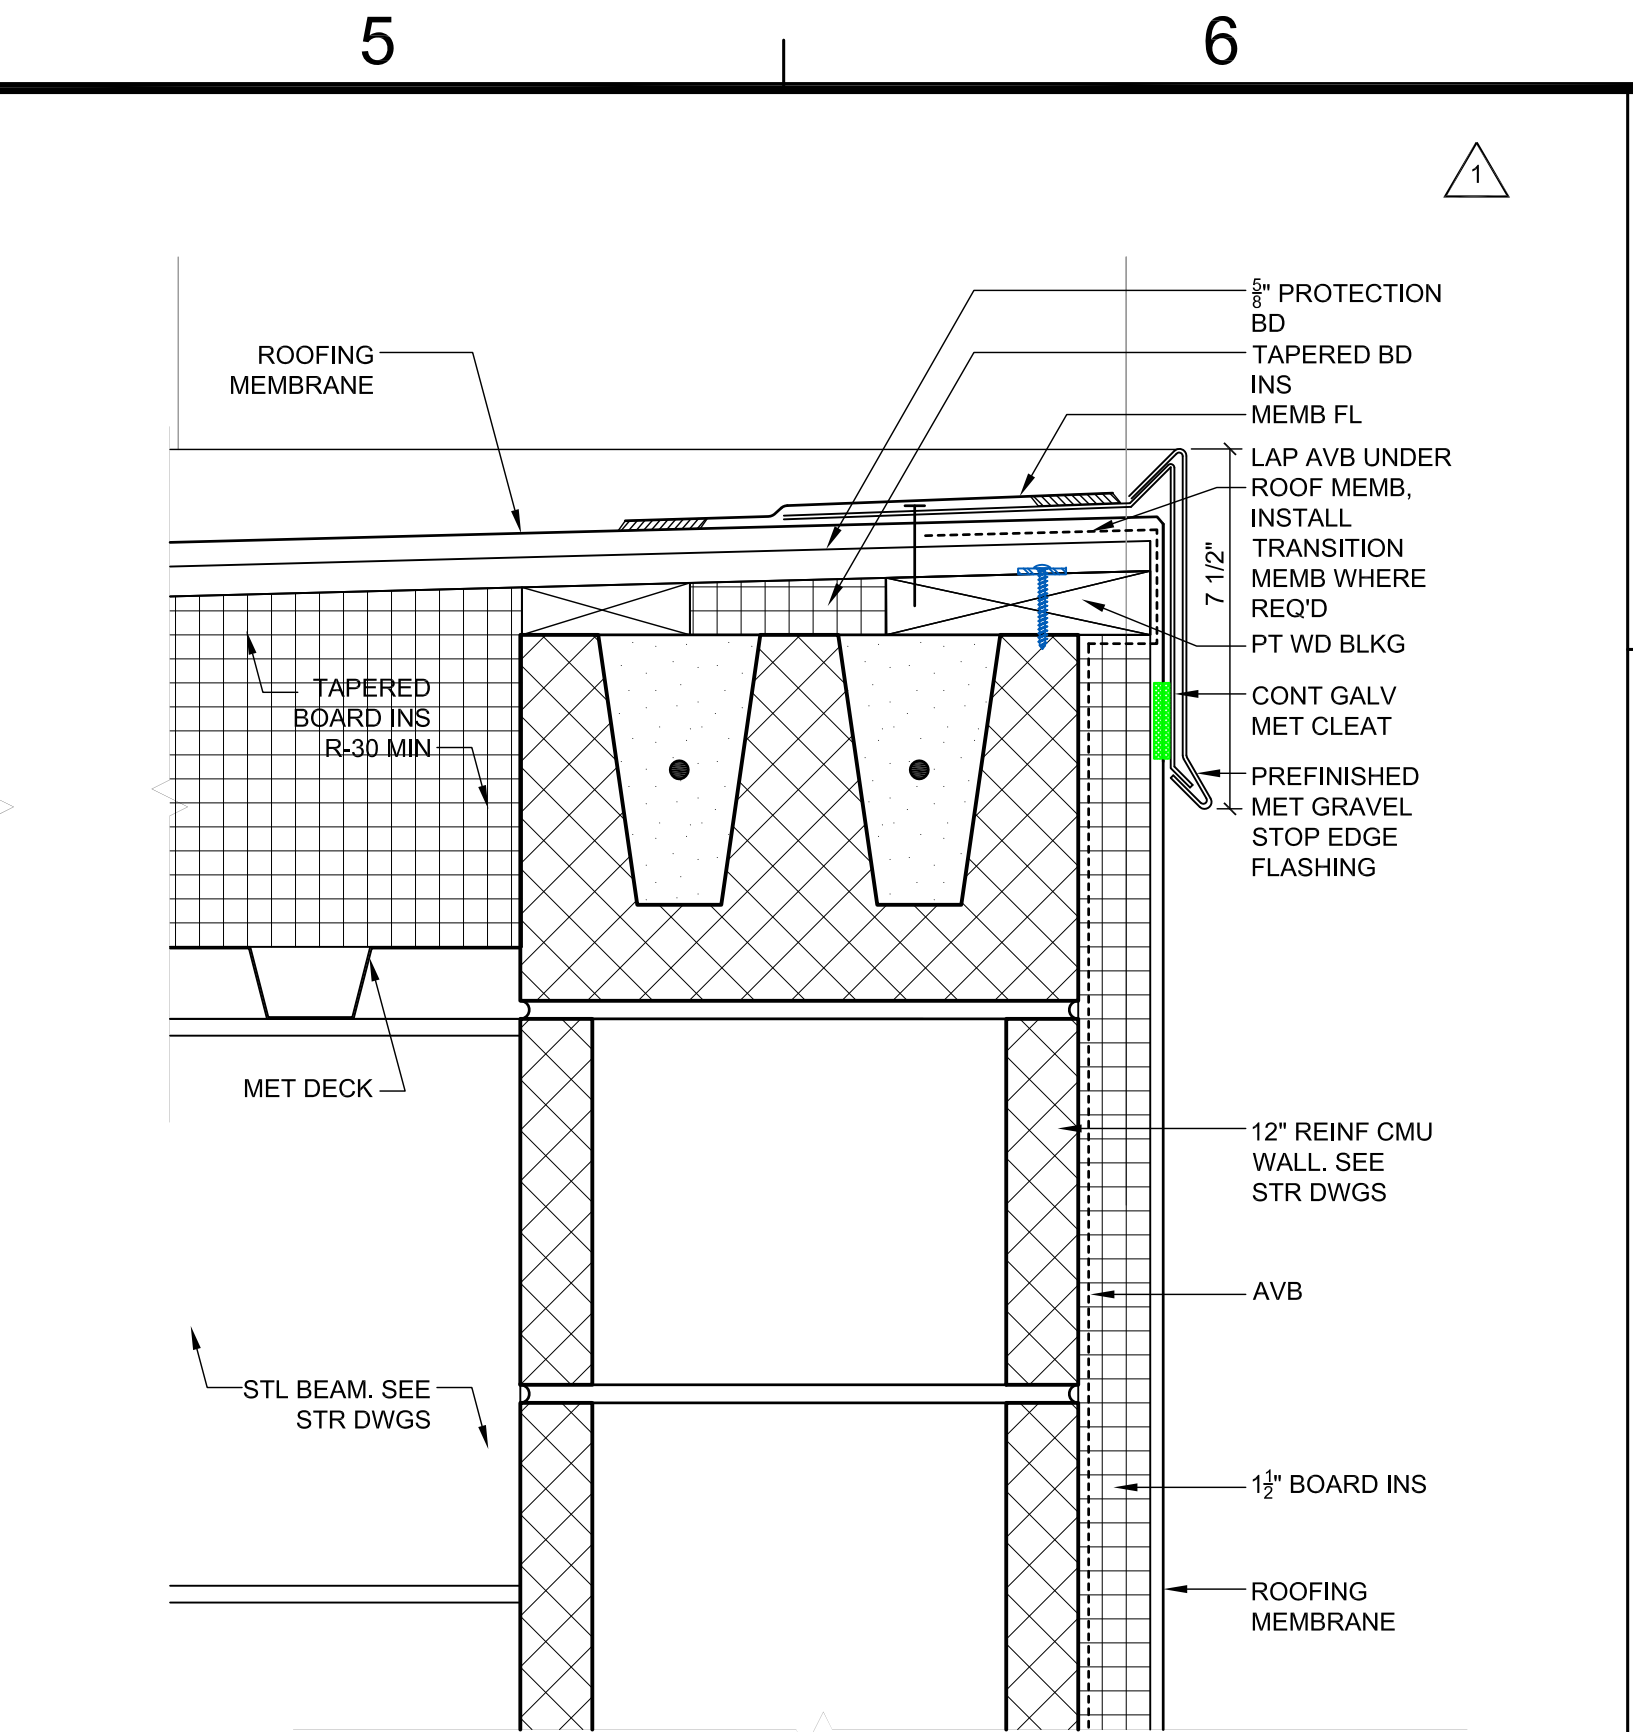 5
6
1
5/8" PROTECTION
BD
TAPERED BD
INS
MEMB FL
LAP AVB UNDER
ROOF MEMB,
INSTALL
TRANSITION
MEMB WHERE
REQ'D
PT WD BLKG
CONT GALV
MET CLEAT
PREFINISHED
MET GRAVEL
STOP EDGE
FLASHING
7 1/2"
ROOFING
MEMBRANE
TAPERED
BOARD INS
R-30 MIN
MET DECK
12" REINF CMU
WALL. SEE
STR DWGS
AVB
STL BEAM. SEE
STR DWGS
1 1/2" BOARD INS
ROOFING
MEMBRANE